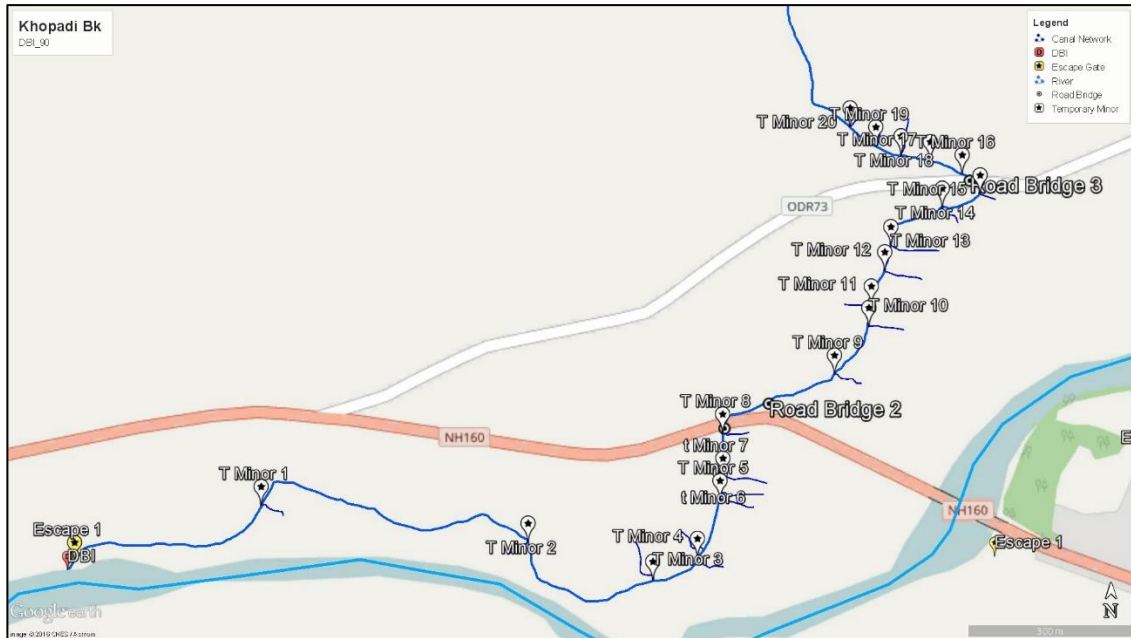 Khopadi Bk
DBI_90
Legend
Canal Network
DBI
Escape Gate
River
Road Bridge
Temporary Minor
T Minor 19
T Minor 20
T Minor 17
T Minor 16
T Minor 18
T Minor 15
Road Bridge 3
ODR73
T Minor 14
T Minor 13
T Minor 12
T Minor 11
T Minor 10
T Minor 9
T Minor 8
Road Bridge 2
NH160
t Minor 7
T Minor 5
T Minor 1
t Minor 6
NH160
Escape 1
T Minor 4
T Minor 2
T Minor 3
Escape 1
DBI
E
N
Google earth
300 m